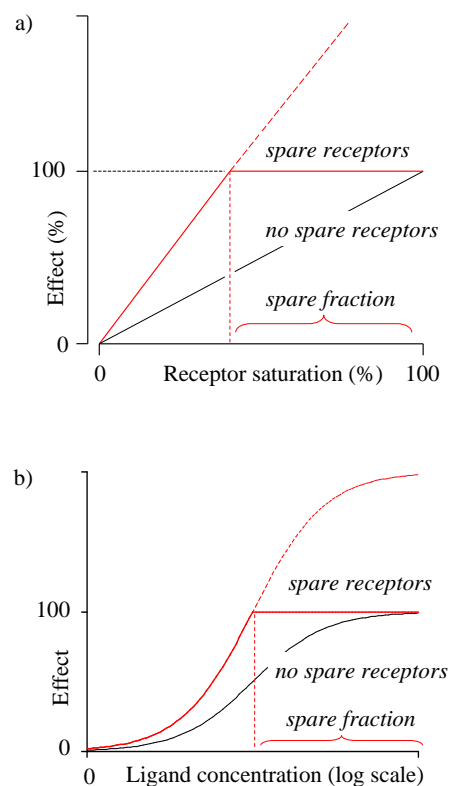 a)
100
spare receptors
no spare receptors
Effect (%)
spare fraction
0
0
100
Receptor saturation (%)
b)
spare receptors
100
no spare receptors
Effect
spare fraction
0
0
Ligand concentration (log scale)